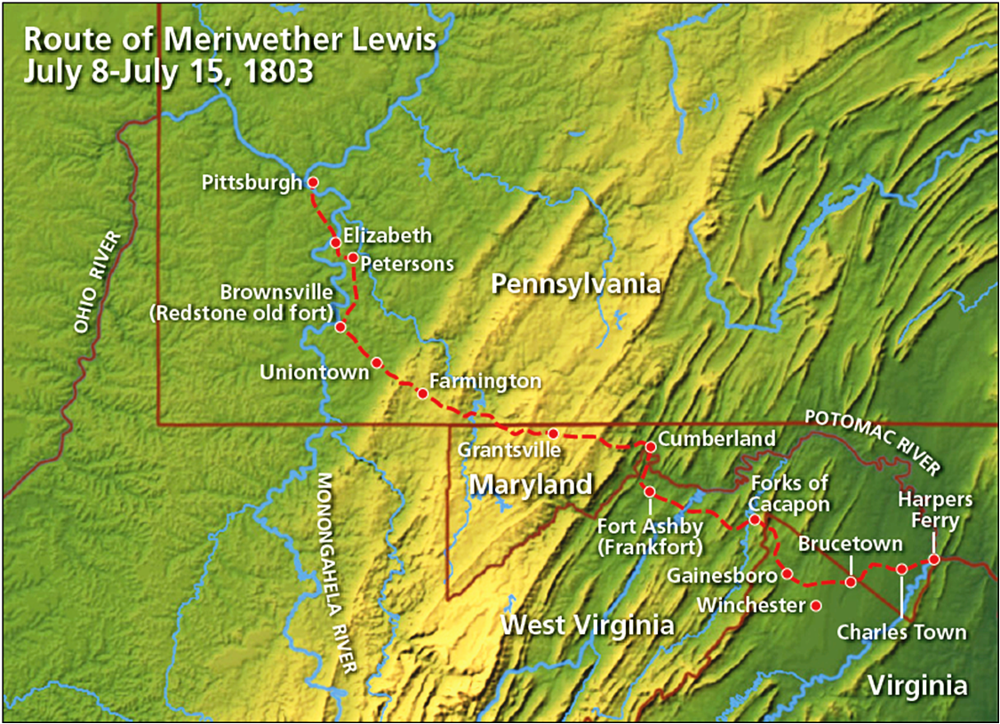 Route of Meriwether Lewis
July 8-July 15, 1803
Pittsburgh
Elizabeth
Petersons
OHIO RIVER
Pennsylvania
Brownsville
(Redstone old fort)
Uniontown
Farmington
POTOMAC RIVER
Cumberland
Grantsville
Maryland
MONONGAHELA RIVER
Forks of
Cacapon
Harpers
Ferry
Fort Ashby
(Frankfort)
Brucetown
Gainesboro
Winchester
West Virginia
Charles Town
Virginia